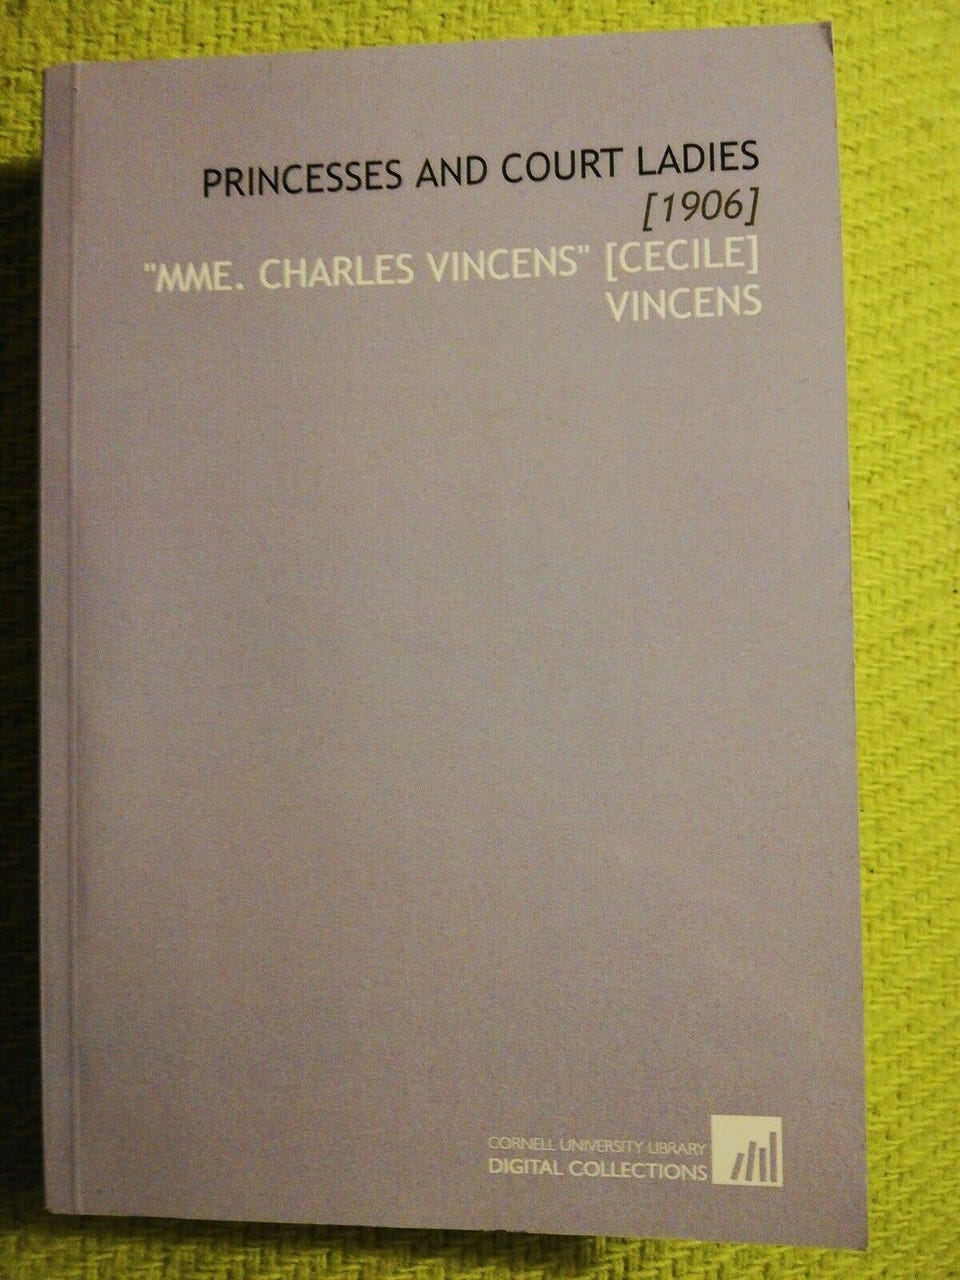 PRINCESSES AND COURT LADIES
[1906]
"MME. CHARLES VINCENS" [CECILE]
VINCENS
CORNELL UNIVERSITY LIBRARY
DIGITAL COLLECTIONS